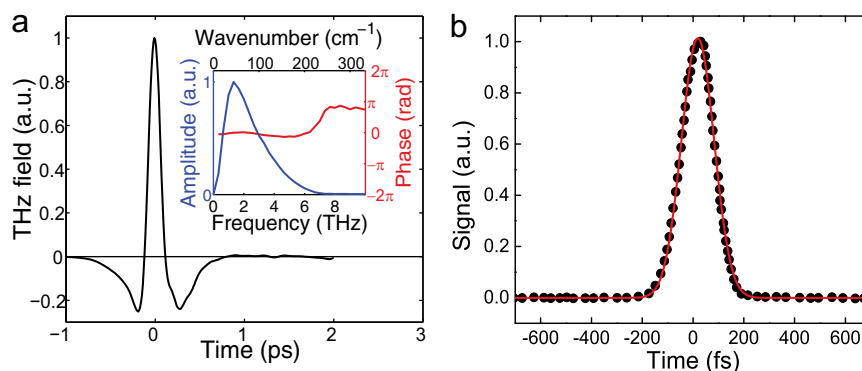 a
THz field (a.u.)
1
0.8
0.6
0.4
0.2
0
−0.2
−1 0 1 2 3
Time (ps)
Wavenumber (cm⁻¹)
0 100 200 300
Amplitude (a.u.)
1
0
0 2 4 6 8
Frequency (THz)
2π
π
0
−π
−2π
Phase (rad)
b
Signal (a.u.)
1.0
0.8
0.6
0.4
0.2
0.0
-600 -400 -200 0 200 400 600
Time (fs)